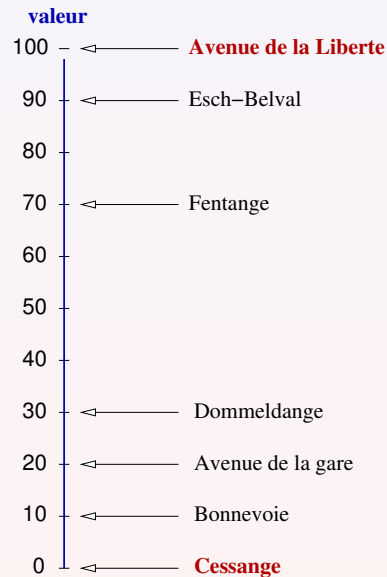 valeur
100 Avenue de la Liberte
90 Esch−Belval
80
70 Fentange
60
50
40
30 Dommeldange
20 Avenue de la gare
10 Bonnevoie
0 Cessange